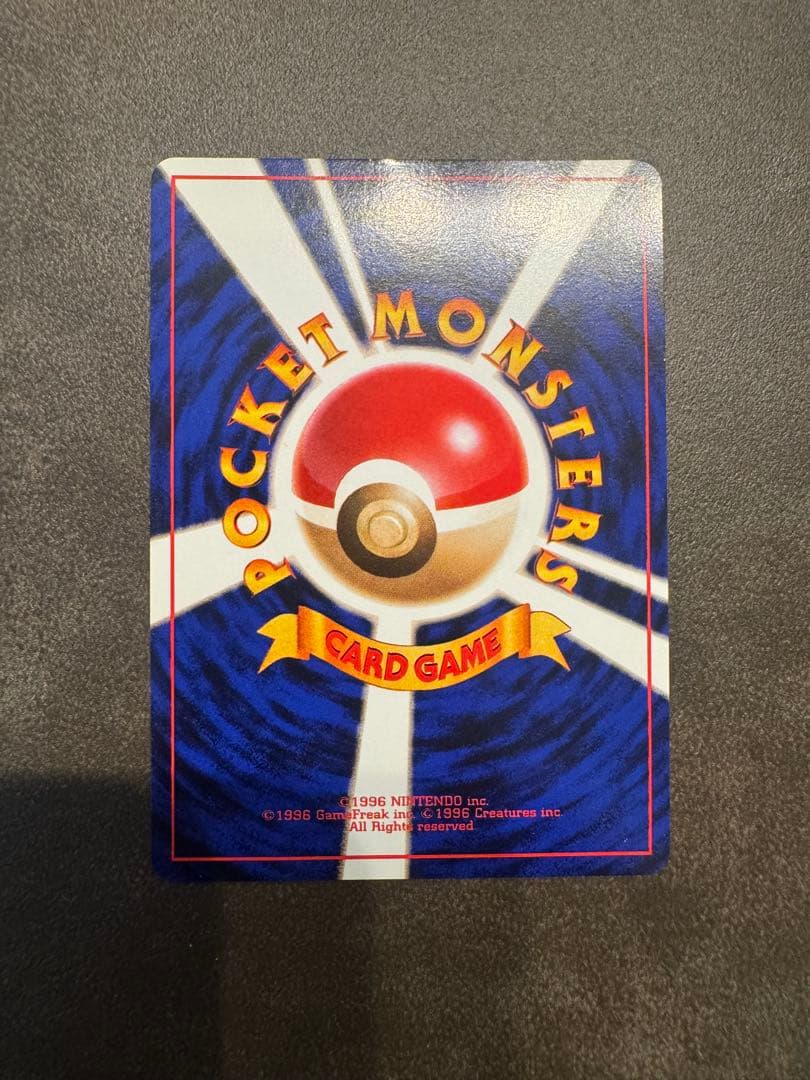 POCKET MONSTERS
CARD GAME
©1996 NINTENDO inc.
©1996 GameFreak inc. ©1996 Creatures inc.
All Rights reserved